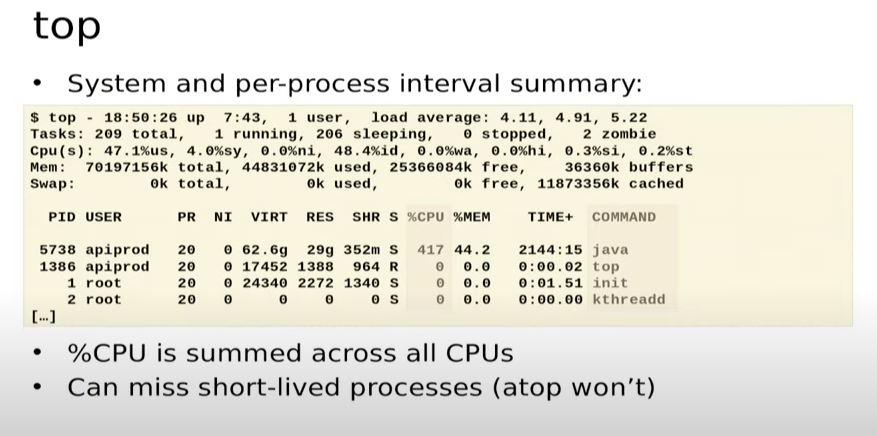 top
• System and per-process interval summary:
$ top - 18:50:26 up  7:43,  1 user,  load average: 4.11, 4.91, 5.22
Tasks: 209 total,   1 running, 206 sleeping,   0 stopped,   2 zombie
Cpu(s): 47.1%us, 4.0%sy, 0.0%ni, 48.4%id, 0.0%wa, 0.0%hi, 0.3%si, 0.2%st
Mem:  70197156k total, 44831072k used, 25366084k free,    36360k buffers
Swap:        0k total,        0k used,        0k free, 11873356k cached
PID USER      PR  NI  VIRT  RES  SHR S %CPU %MEM    TIME+  COMMAND
5738 apiprod   20   0 62.6g  29g 352m S  417 44.2   2144:15 java
1386 apiprod   20   0 17452 1388  964 R    0  0.0   0:00.02 top
1 root      20   0 24340 2272 1340 S    0  0.0   0:01.51 init
2 root      20   0     0    0    0 S    0  0.0   0:00.00 kthreadd
[…]
• %CPU is summed across all CPUs
• Can miss short-lived processes (atop won’t)